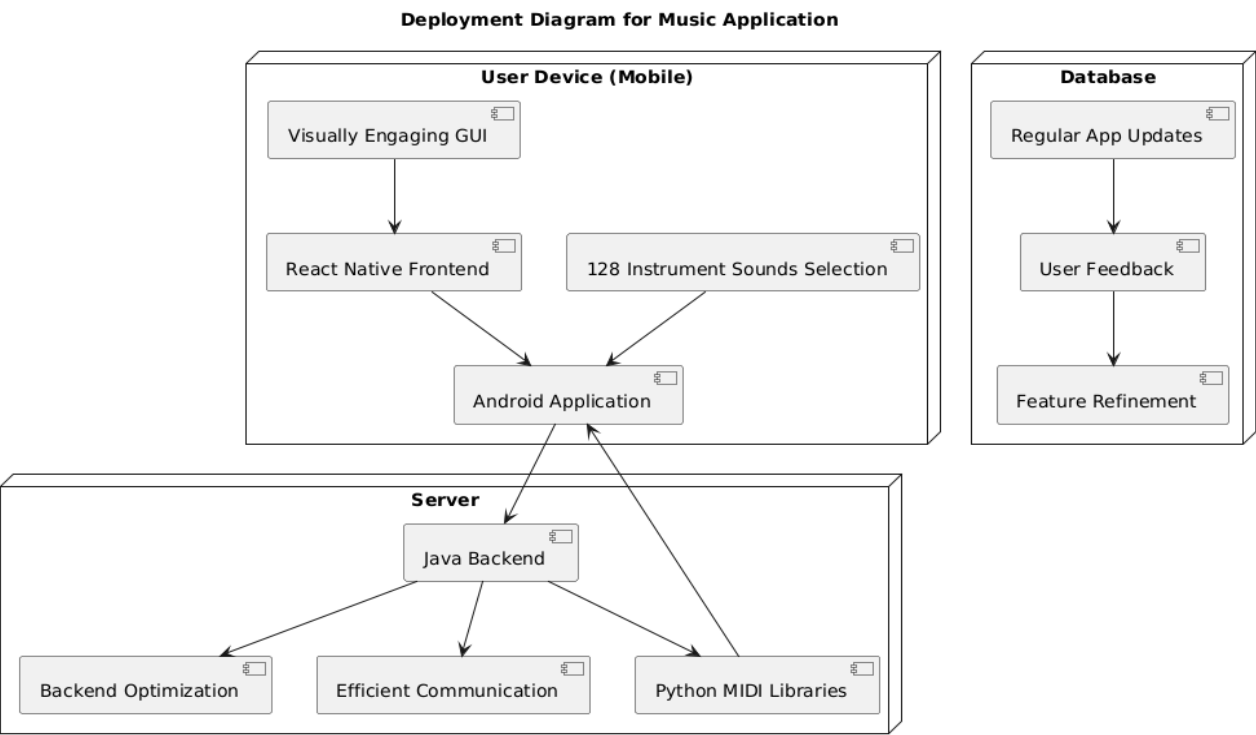 Deployment Diagram for Music Application
User Device (Mobile)
Database
Visually Engaging GUI
Regular App Updates
React Native Frontend
128 Instrument Sounds Selection
User Feedback
Android Application
Feature Refinement
Server
Java Backend
Backend Optimization
Efficient Communication
Python MIDI Libraries